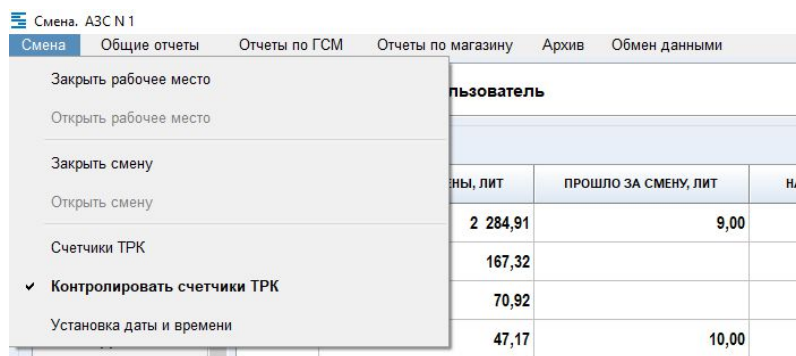 Смена. АЗС N 1
Смена Общие отчеты Отчеты по ГСМ Отчеты по магазину Архив Обмен данными
Закрыть рабочее место
Открыть рабочее место
Закрыть смену
Открыть смену
Счетчики ТРК
Контролировать счетчики ТРК
Установка даты и времени
льзователь
ЕНЫ, ЛИТ ПРОШЛО ЗА СМЕНУ, ЛИТ
2 284,91 9,00
167,32
70,92
47,17 10,00